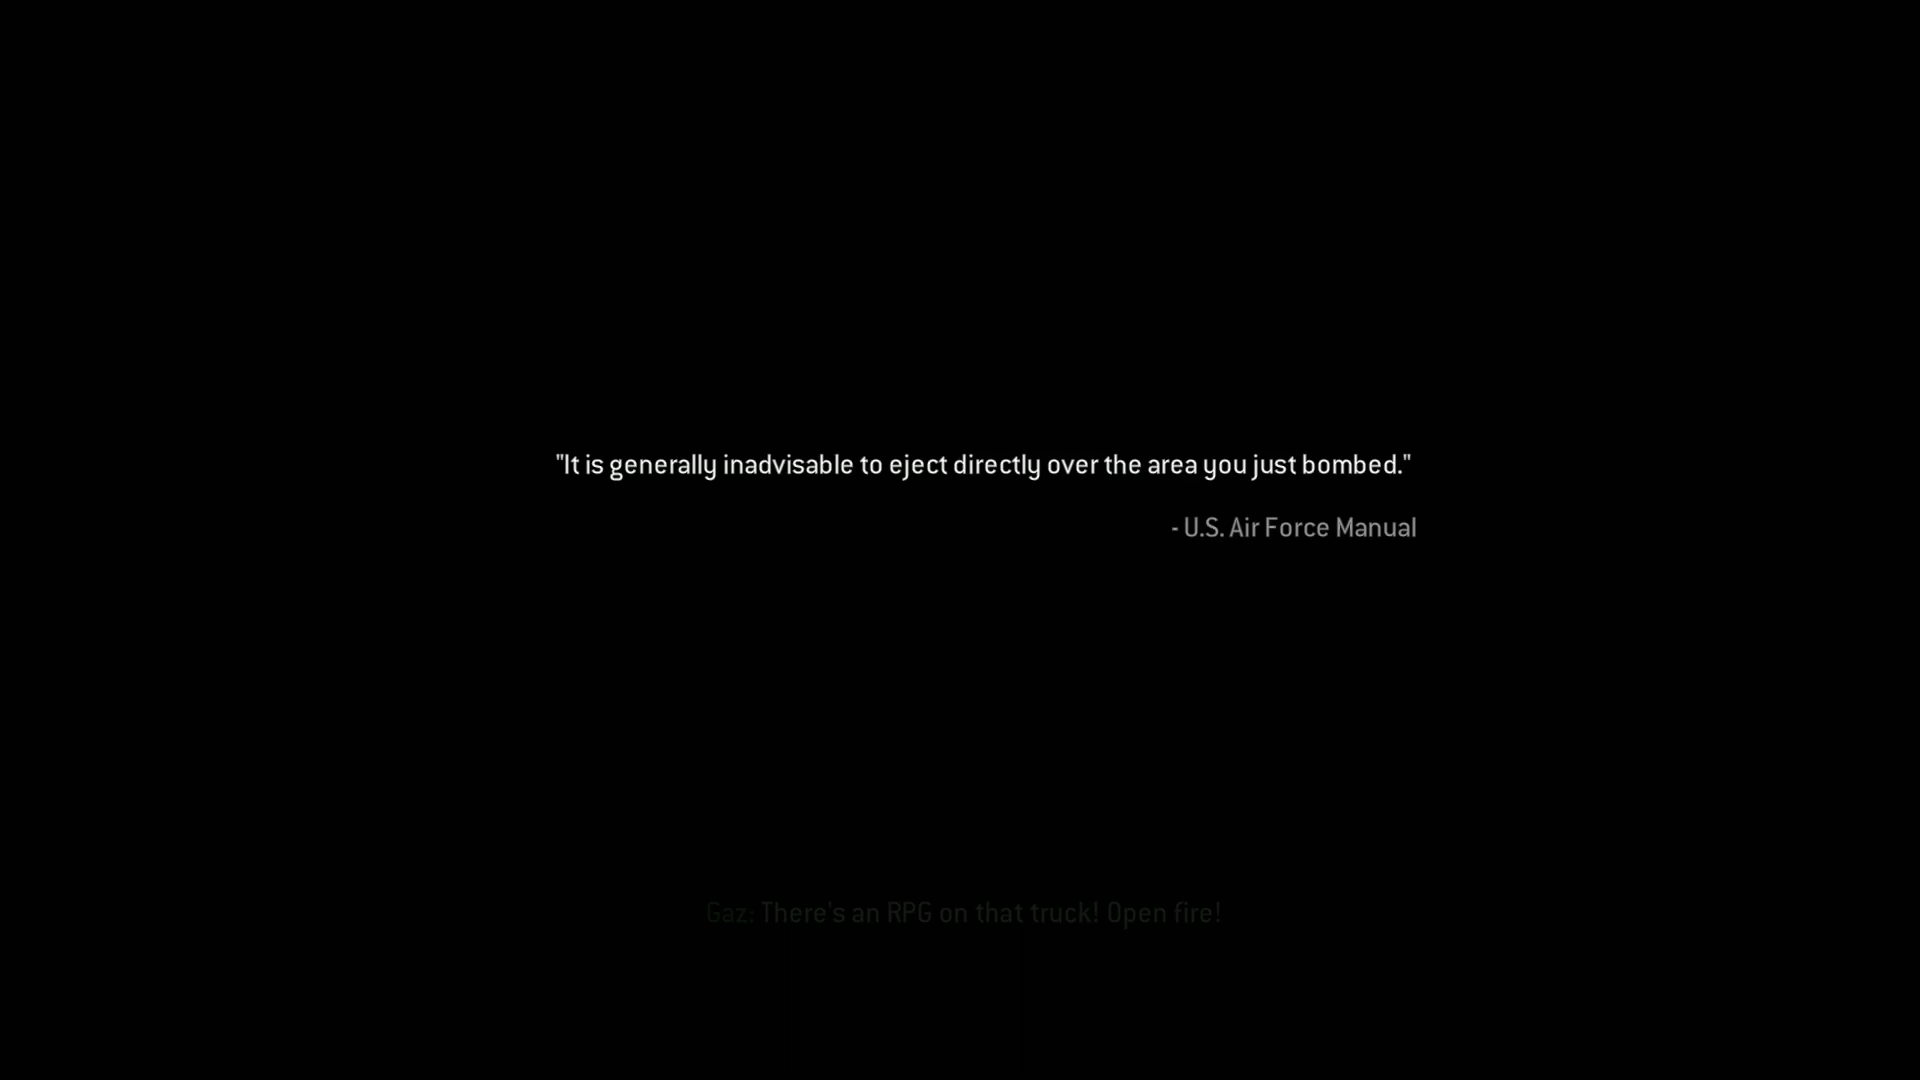 "It is generally inadvisable to eject directly over the area you just bombed."
- U.S. Air Force Manual
Gaz: There's an RPG on that truck! Open fire!